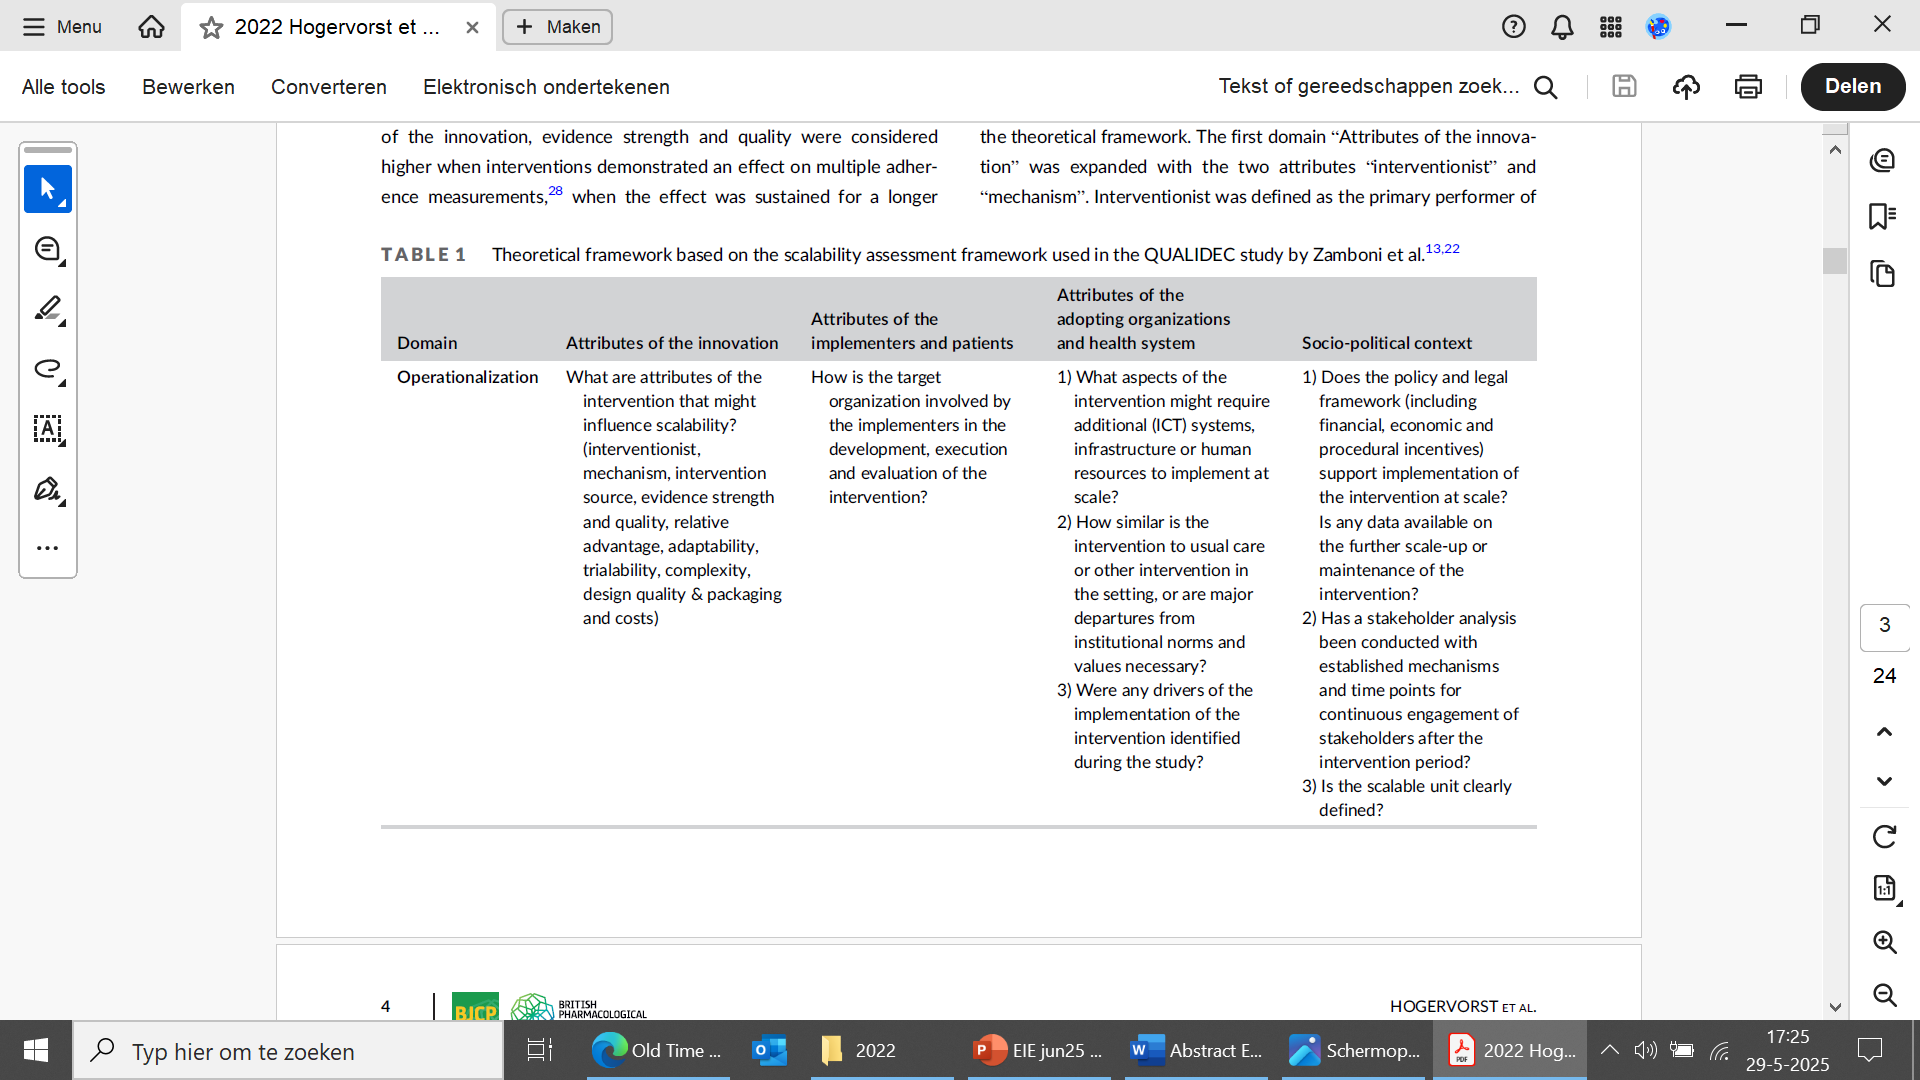 Menu
2022 Hogervorst et ...
Maken
Alle tools
Bewerken
Converteren
Elektronisch ondertekenen
Tekst of gereedschappen zoek...
Delen
of the innovation, evidence strength and quality were considered
higher when interventions demonstrated an effect on multiple adher-
ence measurements,28 when the effect was sustained for a longer
the theoretical framework. The first domain “Attributes of the innova-
tion” was expanded with the two attributes “interventionist” and
“mechanism”. Interventionist was defined as the primary performer of
TABLE 1 Theoretical framework based on the scalability assessment framework used in the QUALIDEC study by Zamboni et al.13,22
Domain
Attributes of the innovation
Attributes of the
implementers and patients
Attributes of the
adopting organizations
and health system
Socio-political context
Operationalization
What are attributes of the
intervention that might
influence scalability?
(interventionist,
mechanism, intervention
source, evidence strength
and quality, relative
advantage, adaptability,
trialability, complexity,
design quality & packaging
and costs)
How is the target
organization involved by
the implementers in the
development, execution
and evaluation of the
intervention?
1) What aspects of the
intervention might require
additional (ICT) systems,
infrastructure or human
resources to implement at
scale?
2) How similar is the
intervention to usual care
or other intervention in
the setting, or are major
departures from
institutional norms and
values necessary?
3) Were any drivers of the
implementation of the
intervention identified
during the study?
1) Does the policy and legal
framework (including
financial, economic and
procedural incentives)
support implementation of
the intervention at scale?
Is any data available on
the further scale-up or
maintenance of the
intervention?
2) Has a stakeholder analysis
been conducted with
established mechanisms
and time points for
continuous engagement of
stakeholders after the
intervention period?
3) Is the scalable unit clearly
defined?
3
24
1:1
4
BJCP
BRITISH
PHARMACOLOGICAL
HOGERVORST ET AL.
Typ hier om te zoeken
Old Time ...
2022
EIE jun25 ...
Abstract E...
Schermop...
2022 Hog...
17:25
29-5-2025